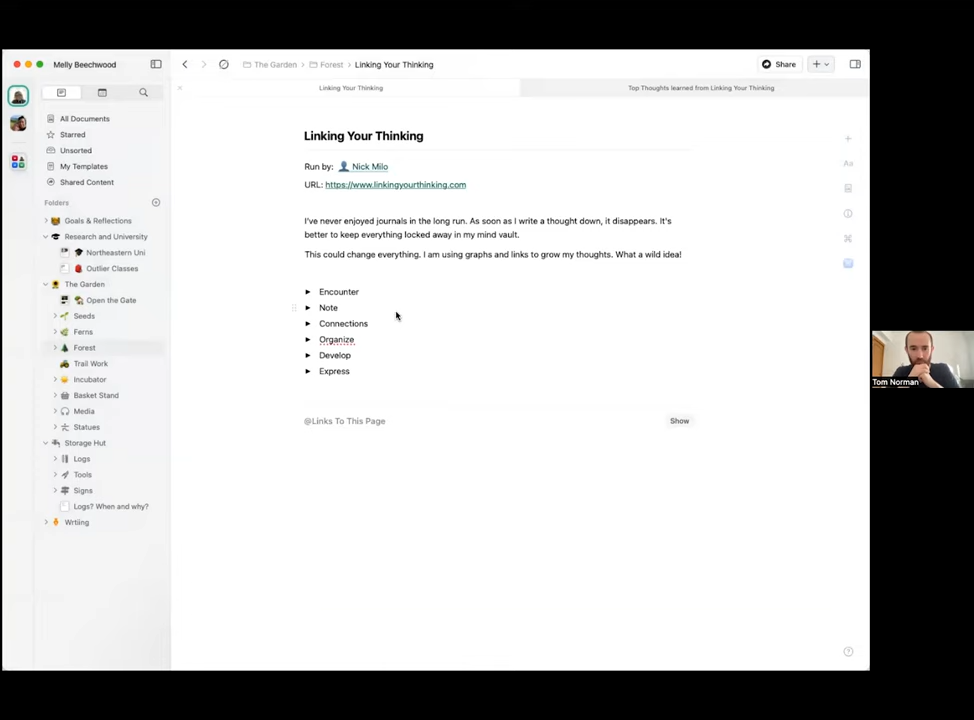 Melly Beechwood
The Garden
Forest
Linking Your Thinking
Share
Linking Your Thinking
Top Thoughts learned from Linking Your Thinking
All Documents
Starred
Unsorted
My Templates
Shared Content
Folders
Goals & Reflections
Research and University
Northeastern Uni
Outlier Classes
The Garden
Open the Gate
Seeds
Ferns
Forest
Trail Work
Incubator
Basket Stand
Media
Statues
Storage Hut
Logs
Tools
Signs
Logs? When and why?
Writing
Linking Your Thinking
Run by: Nick Milo
URL: https://www.linkingyourthinking.com
I've never enjoyed journals in the long run. As soon as I write a thought down, it disappears. It's
better to keep everything locked away in my mind vault.
This could change everything. I am using graphs and links to grow my thoughts. What a wild idea!
Encounter
Note
Connections
Organize
Develop
Express
@Links To This Page
Show
Aa
Tom Norman